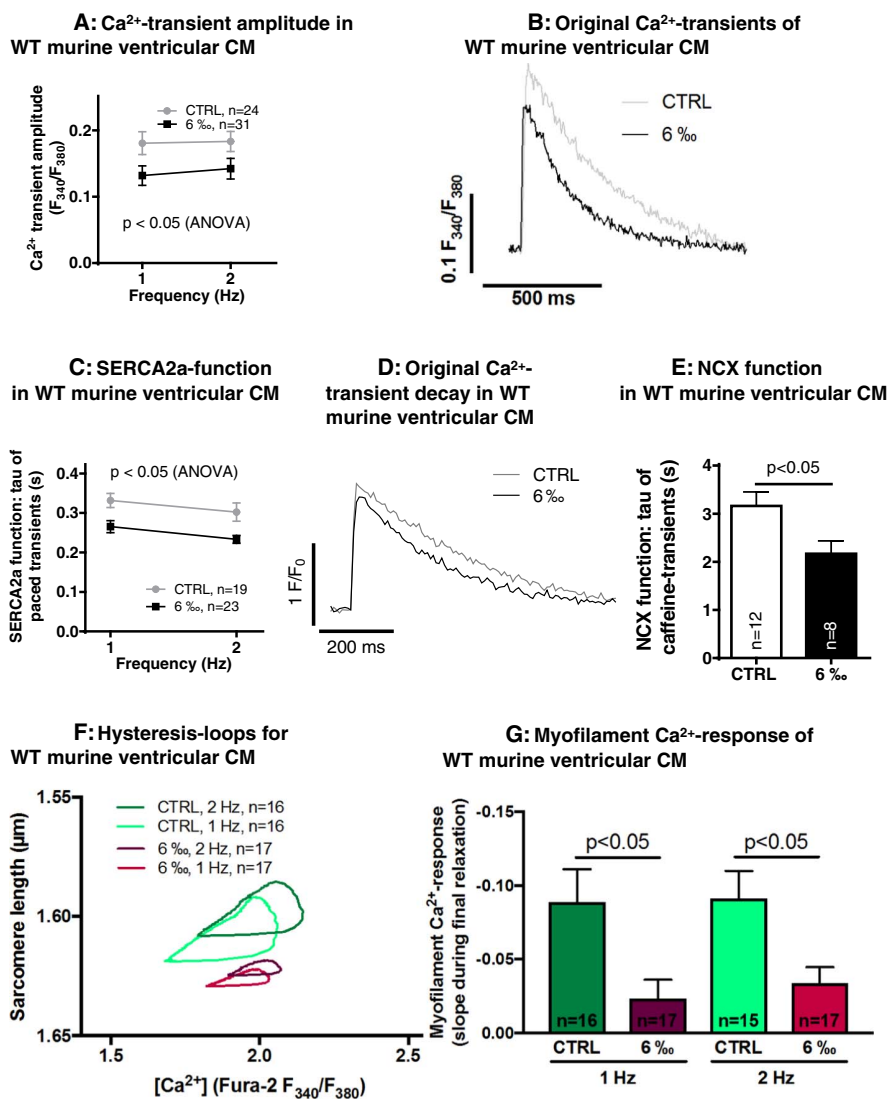 A: Ca²⁺-transient amplitude in
WT murine ventricular CM
Ca²⁺ transient amplitude
(F₃₄₀/F₃₈₀)
0.2
0.1
0.0
CTRL, n=24
6 ‰, n=31
p < 0.05 (ANOVA)
1
2
Frequency (Hz)
B: Original Ca²⁺-transients of
WT murine ventricular CM
CTRL
6 ‰
0.1 F₃₄₀/F₃₈₀
500 ms
C: SERCA2a-function
in WT murine ventricular CM
SERCA2a function: tau of
paced transients (s)
0.4
0.3
0.2
0.1
0.0
p < 0.05 (ANOVA)
CTRL, n=19
6 ‰, n=23
1
2
Frequency (Hz)
D: Original Ca²⁺-
transient decay in WT
murine ventricular CM
CTRL
6 ‰
1 F/F₀
200 ms
E: NCX function
in WT murine ventricular CM
NCX function: tau of
caffeine-transients (s)
4
3
2
1
0
p<0.05
n=12
n=8
CTRL
6 ‰
F: Hysteresis-loops for
WT murine ventricular CM
Sarcomere length (µm)
1.55
1.60
1.65
CTRL, 2 Hz, n=16
CTRL, 1 Hz, n=16
6 ‰, 2 Hz, n=17
6 ‰, 1 Hz, n=17
1.5
2.0
2.5
[Ca²⁺] (Fura-2 F₃₄₀/F₃₈₀)
G: Myofilament Ca²⁺-response of
WT murine ventricular CM
Myofilament Ca²⁺-response
(slope during final relaxation)
-0.15
-0.10
-0.05
0.00
p<0.05
p<0.05
n=16
n=17
n=15
n=17
CTRL
6 ‰
CTRL
6 ‰
1 Hz
2 Hz